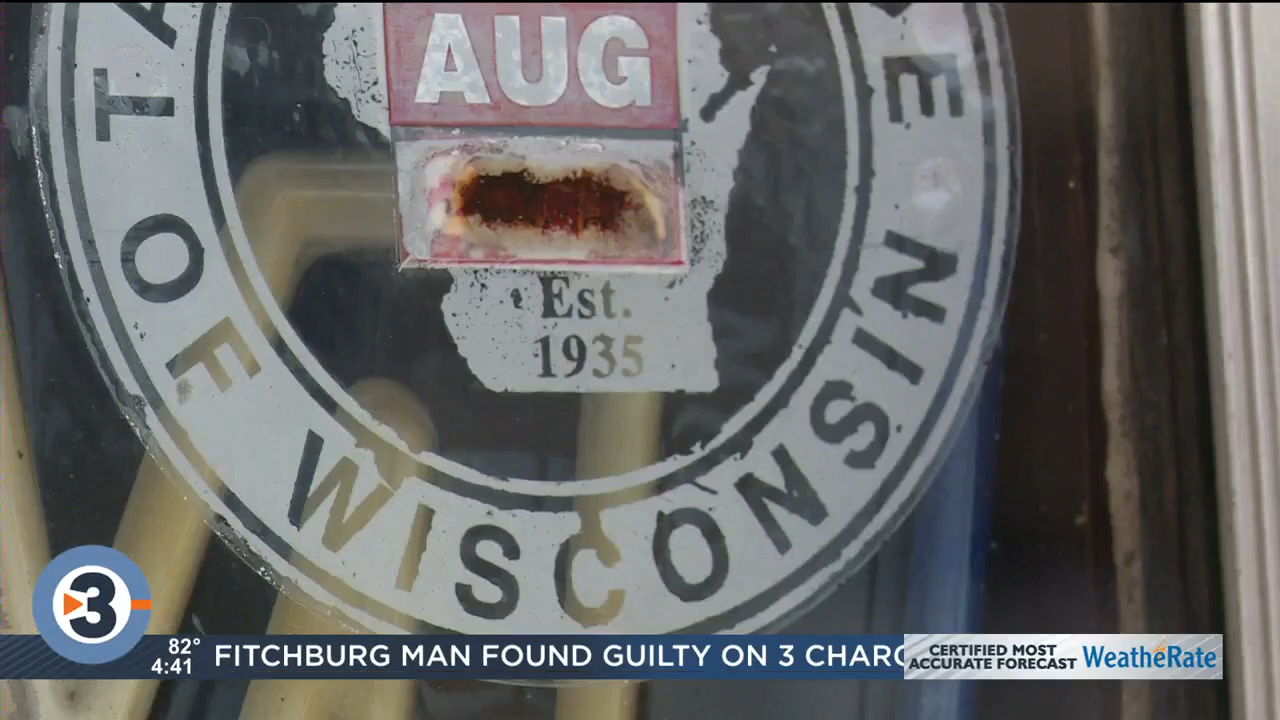 AUG
Est.
1935
OF WISCONSIN
3
82°
4:41
FITCHBURG MAN FOUND GUILTY ON 3
CERTIFIED MOST
ACCURATE FORECAST
WeatheRate